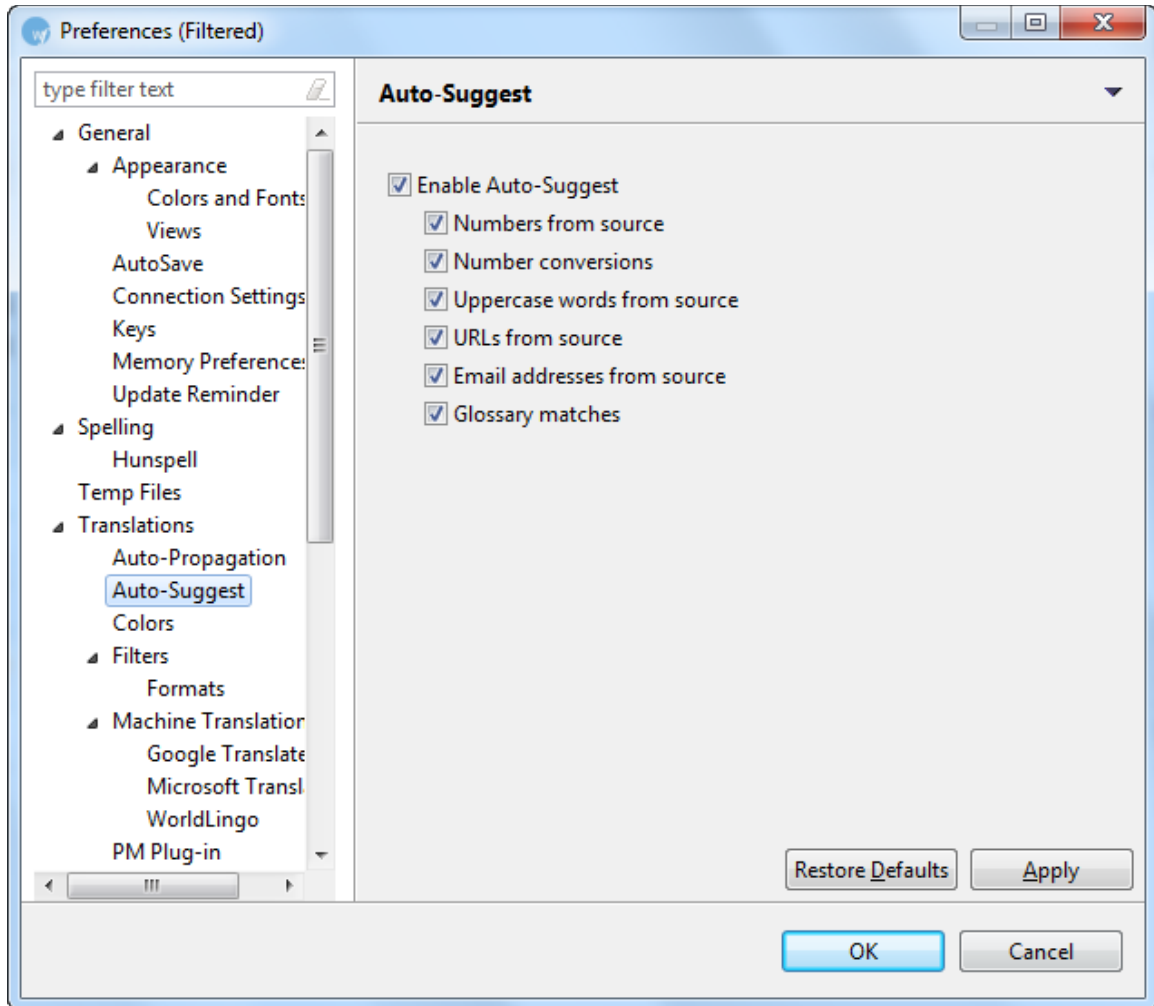 Preferences (Filtered)
type filter text
General
Appearance
Colors and Fonts
Views
AutoSave
Connection Settings
Keys
Memory Preferences
Update Reminder
Spelling
Hunspell
Temp Files
Translations
Auto-Propagation
Auto-Suggest
Colors
Filters
Formats
Machine Translation
Google Translate
Microsoft Transl
WorldLingo
PM Plug-in
Auto-Suggest
Enable Auto-Suggest
Numbers from source
Number conversions
Uppercase words from source
URLs from source
Email addresses from source
Glossary matches
Restore Defaults
Apply
OK
Cancel